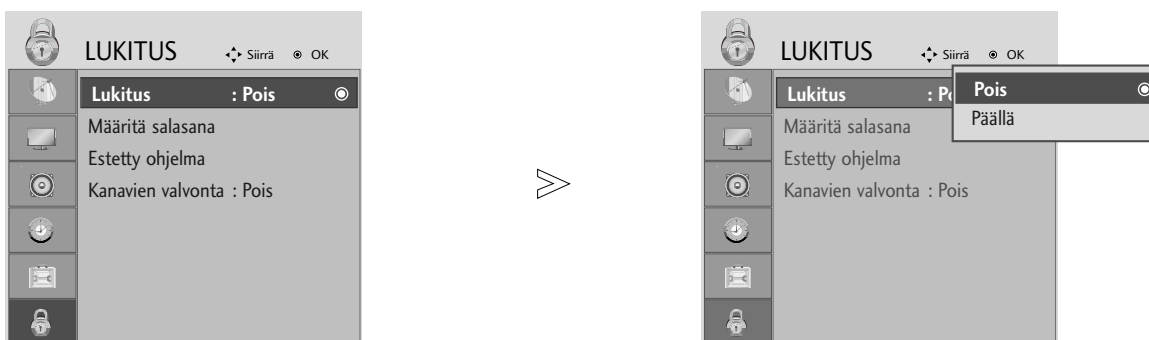 LUKITUS Siirrä OK
Lukitus : Pois
Määritä salasana
Estetty ohjelma
Kanavien valvonta : Pois
LUKITUS Siirrä OK
Lukitus : P
Pois
Päällä
Määritä salasana
Estetty ohjelma
Kanavien valvonta : Pois